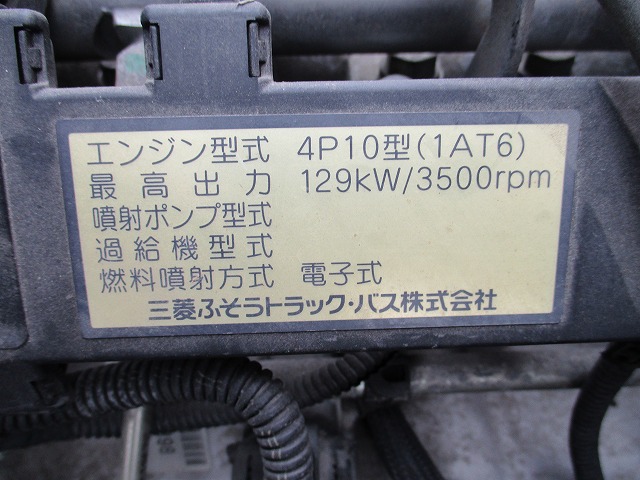 エンジン型式 4P10型(1AT6)
最高出力 129kW/3500rpm
噴射ポンプ型式
過給機型式
燃料噴射方式 電子式
三菱ふそうトラック・バス株式会社